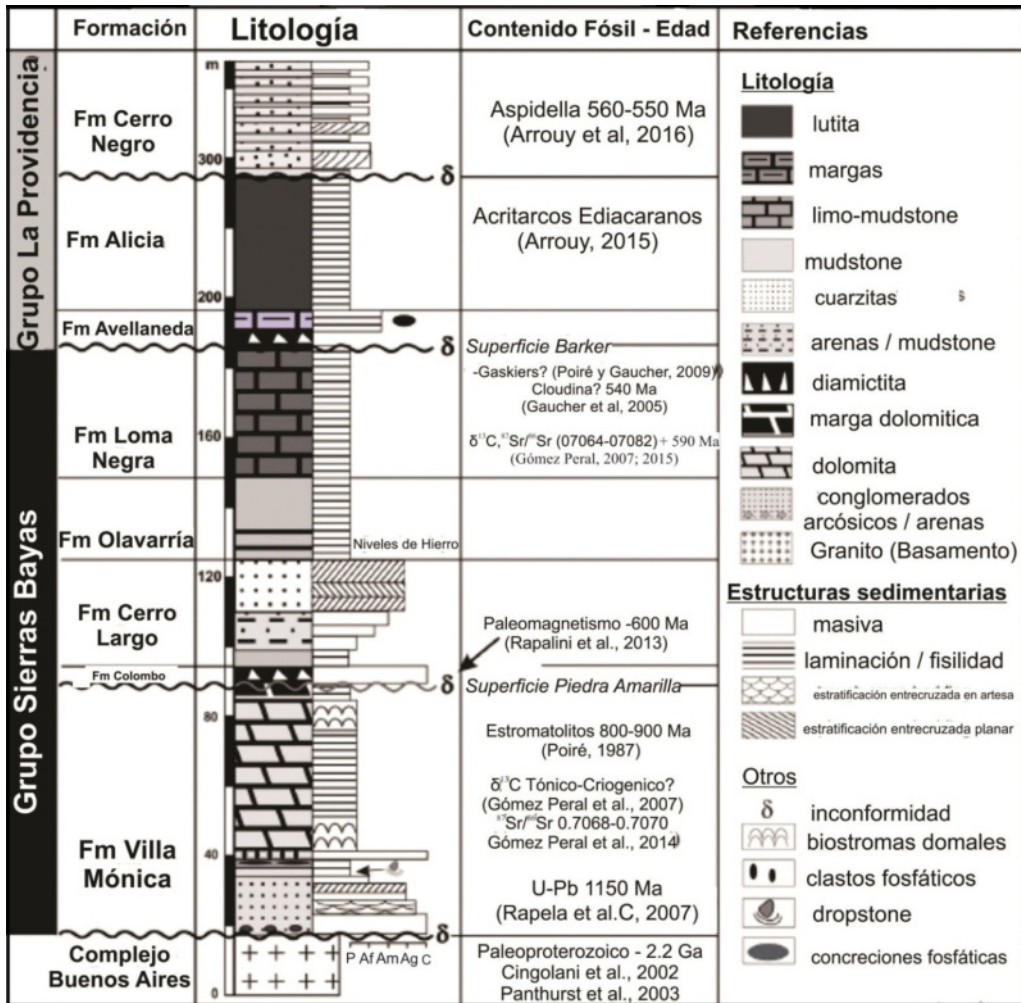 Formación
Litología
Contenido Fósil - Edad
Referencias
Grupo La Providencia
Grupo Sierras Bayas
m
300
200
160
120
80
40
0
Fm Cerro
Negro
Aspidella 560-550 Ma
(Arrouy et al, 2016)
δ
Fm Alicia
Acritarcos Ediacaranos
(Arrouy, 2015)
Fm Avellaneda
δ
Superficie Barker
Fm Loma
Negra
-Gaskiers? (Poiré y Gaucher, 2009)
Cloudina? 540 Ma
(Gaucher et al, 2005)
δ¹³C, ⁸⁷Sr/⁸⁶Sr (07064-07082) + 590 Ma
(Gómez Peral, 2007; 2015)
Fm Olavarría
Niveles de Hierro
Fm Cerro
Largo
Paleomagnetismo -600 Ma
(Rapalini et al., 2013)
Fm Colombo
δ
Superficie Piedra Amarilla
Fm Villa
Mónica
Estromatolitos 800-900 Ma
(Poiré, 1987)
δ¹³C Tónico-Criogenico?
(Gómez Peral et al., 2007)
⁸⁷Sr/⁸⁶Sr 0.7068-0.7070
Gómez Peral et al., 2014)
U-Pb 1150 Ma
(Rapela et al.C, 2007)
δ
Complejo
Buenos Aires
P Af Am Ag C
Paleoproterozoico - 2.2 Ga
Cingolani et al., 2002
Panthurst et al., 2003
Litología
lutita
margas
limo-mudstone
mudstone
cuarzitas
arenas / mudstone
diamictita
marga dolomitica
dolomita
conglomerados
arcósicos / arenas
Granito (Basamento)
Estructuras sedimentarias
masiva
laminación / fisilidad
estratificación entrecruzada en artesa
estratificación entrecruzada planar
Otros
δ inconformidad
biostromas domales
clastos fosfáticos
dropstone
concreciones fosfáticas